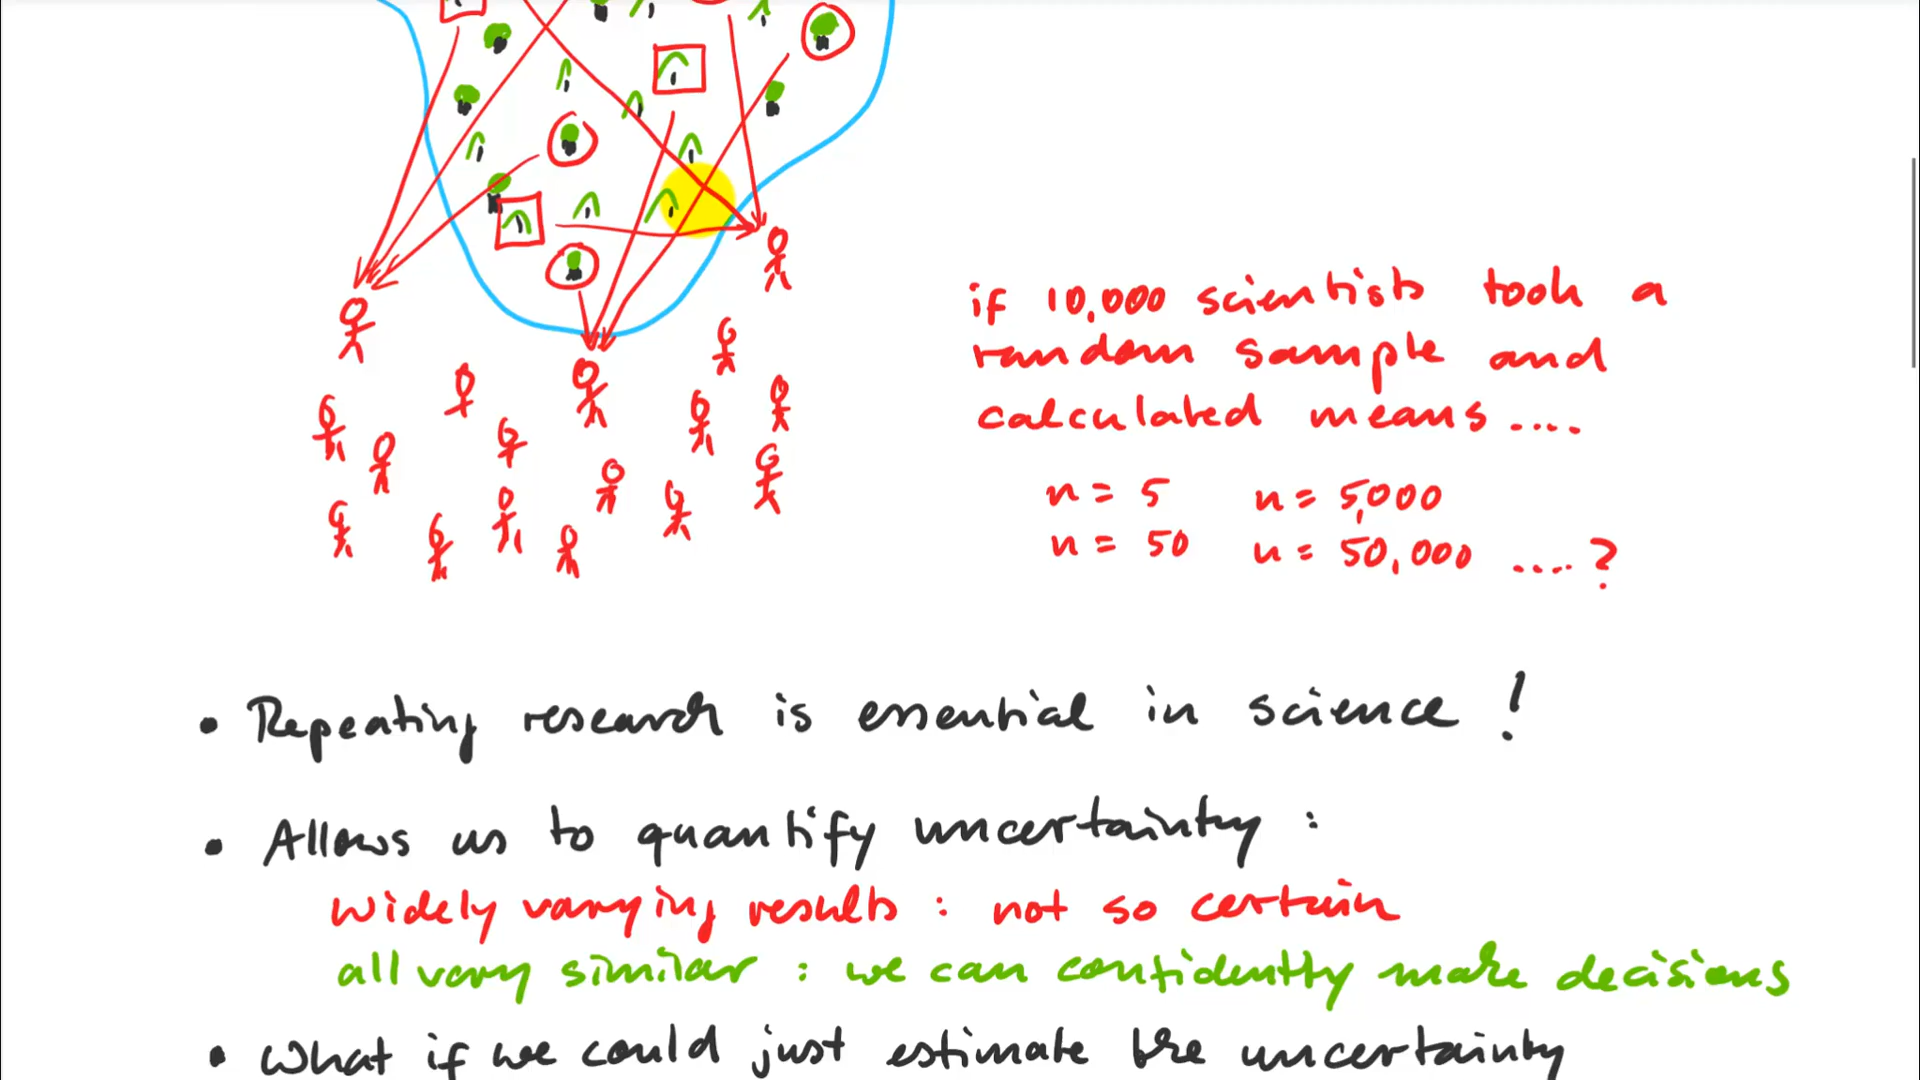 if 10,000 scientists took a
random sample and
calculated means ....
n = 5 n = 5,000
n = 50 n = 50,000 ....?
• Repeating research is essential in science !
• Allows us to quantify uncertainty :
widely varying results : not so certain
all very similar : we can confidently make decisions
• What if we could just estimate the uncertainty